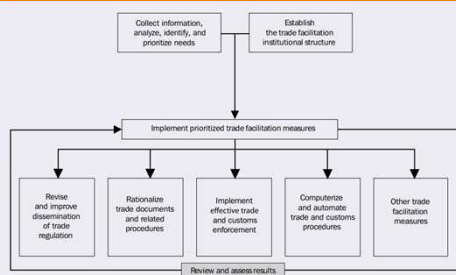 Collect information,
analyze, identify, and
prioritize needs
Establish
the trade facilitation
institutional structure
Implement prioritized trade facilitation measures
Revise
and improve
dissemination
of trade
regulation
Rationalize
trade documents
and related
procedures
Implement
effective trade
and customs
enforcement
Computerize
and automate
trade and customs
procedures
Other trade
facilitation
measures
Review and assess results